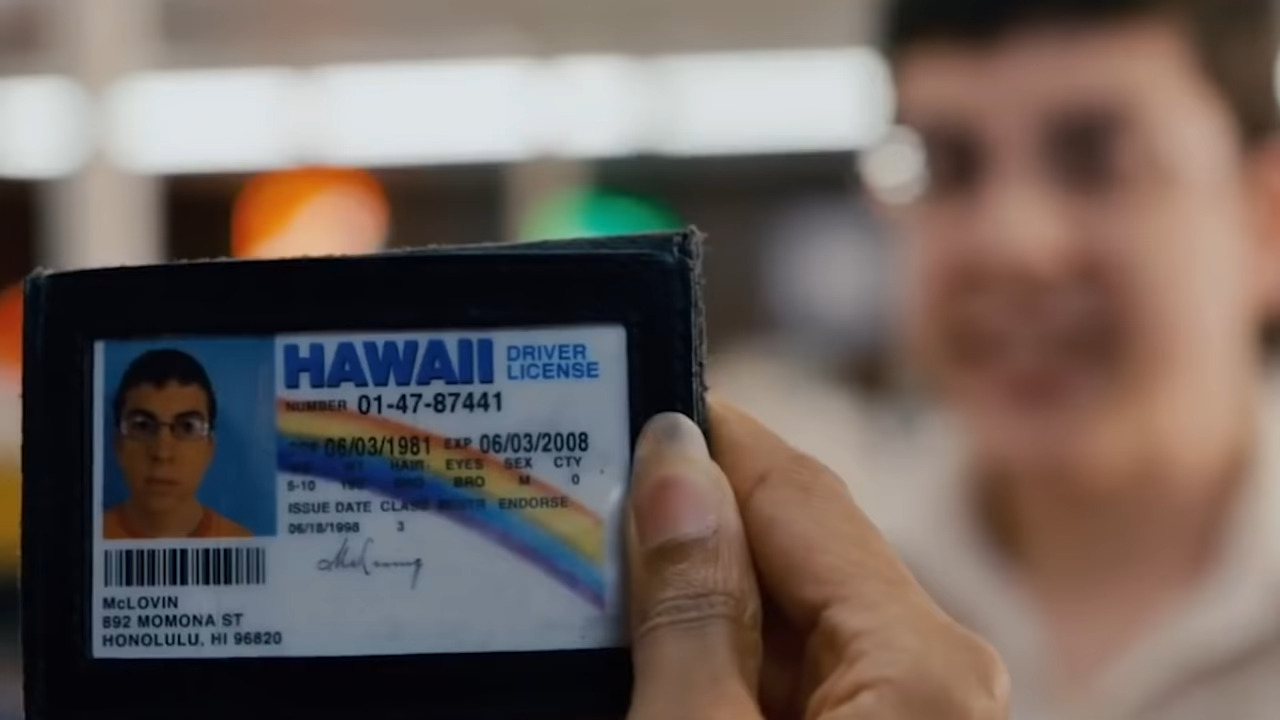 HAWAII DRIVER LICENSE
NUMBER 01-47-87441
06/03/1981 EXP 06/03/2008
HAIR EYES SEX CTY
5-10 BRO M 0
ISSUE DATE CLASS ENDORSE
06/18/1998 3
McLOVIN
892 MOMONA ST
HONOLULU, HI 96820